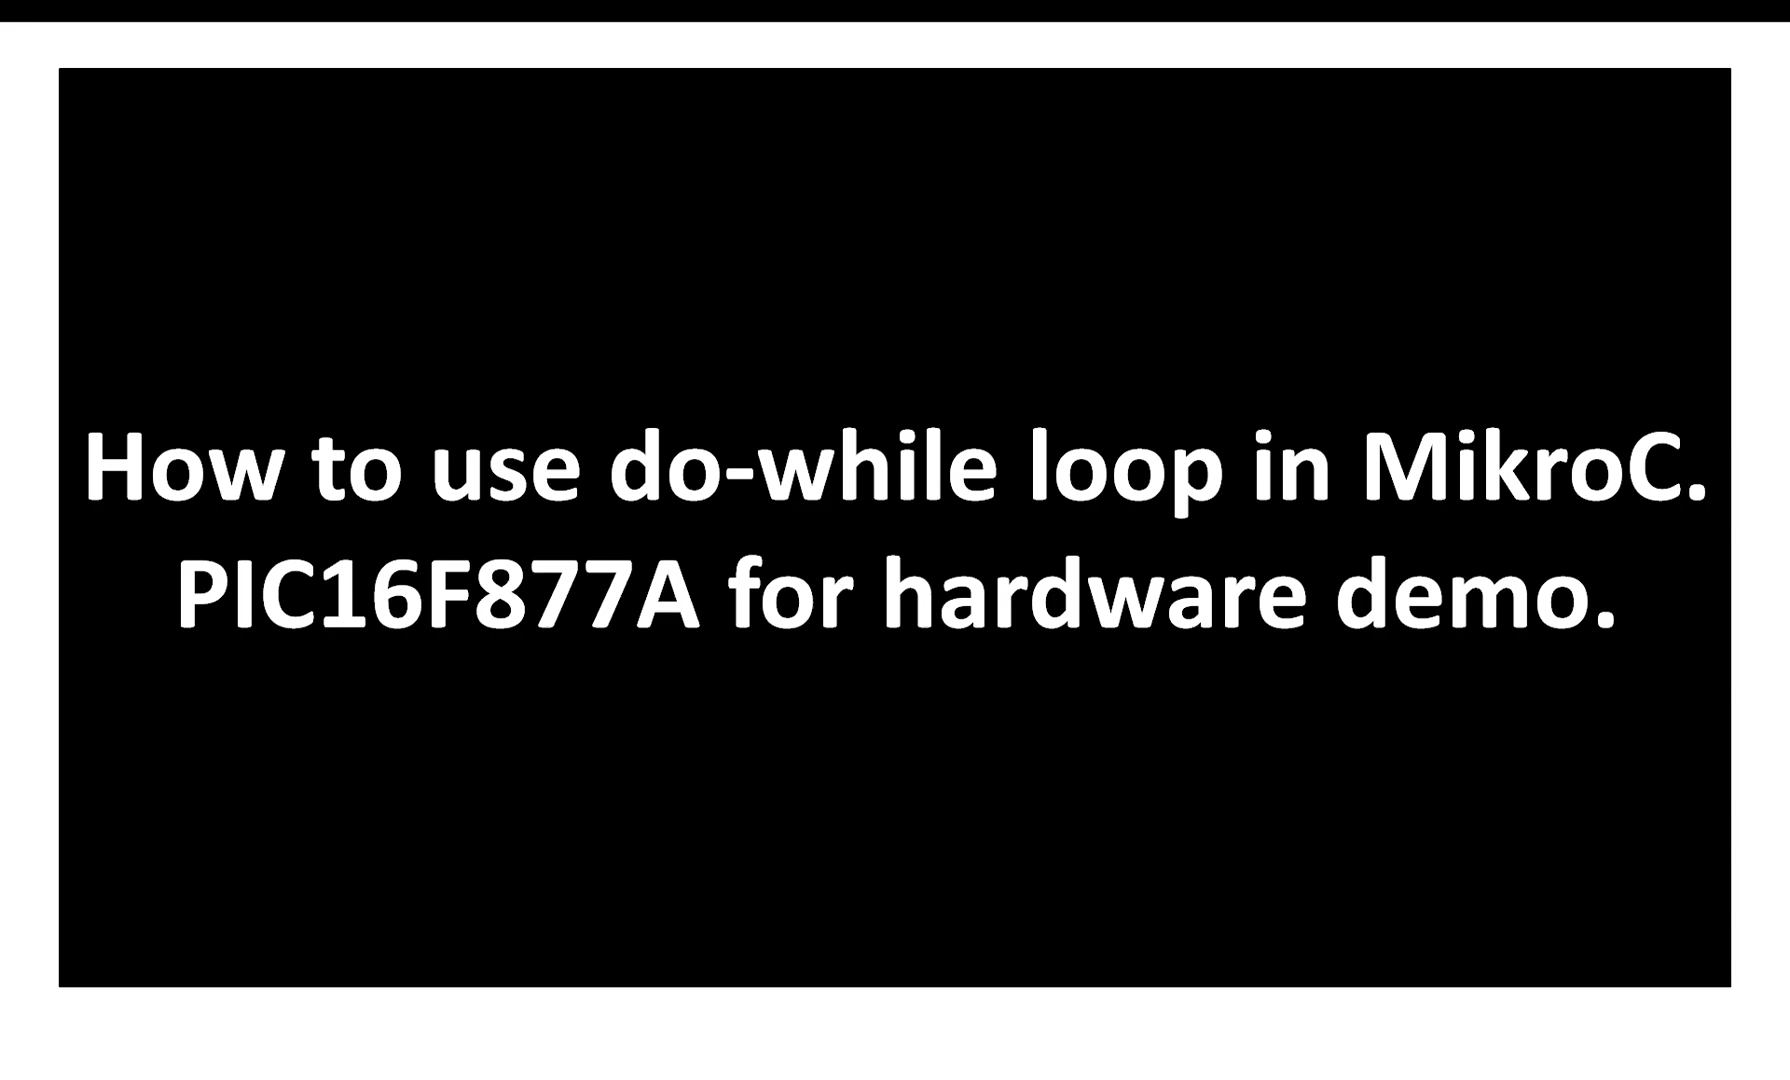 How to use do-while loop in MikroC.
PIC16F877A for hardware demo.